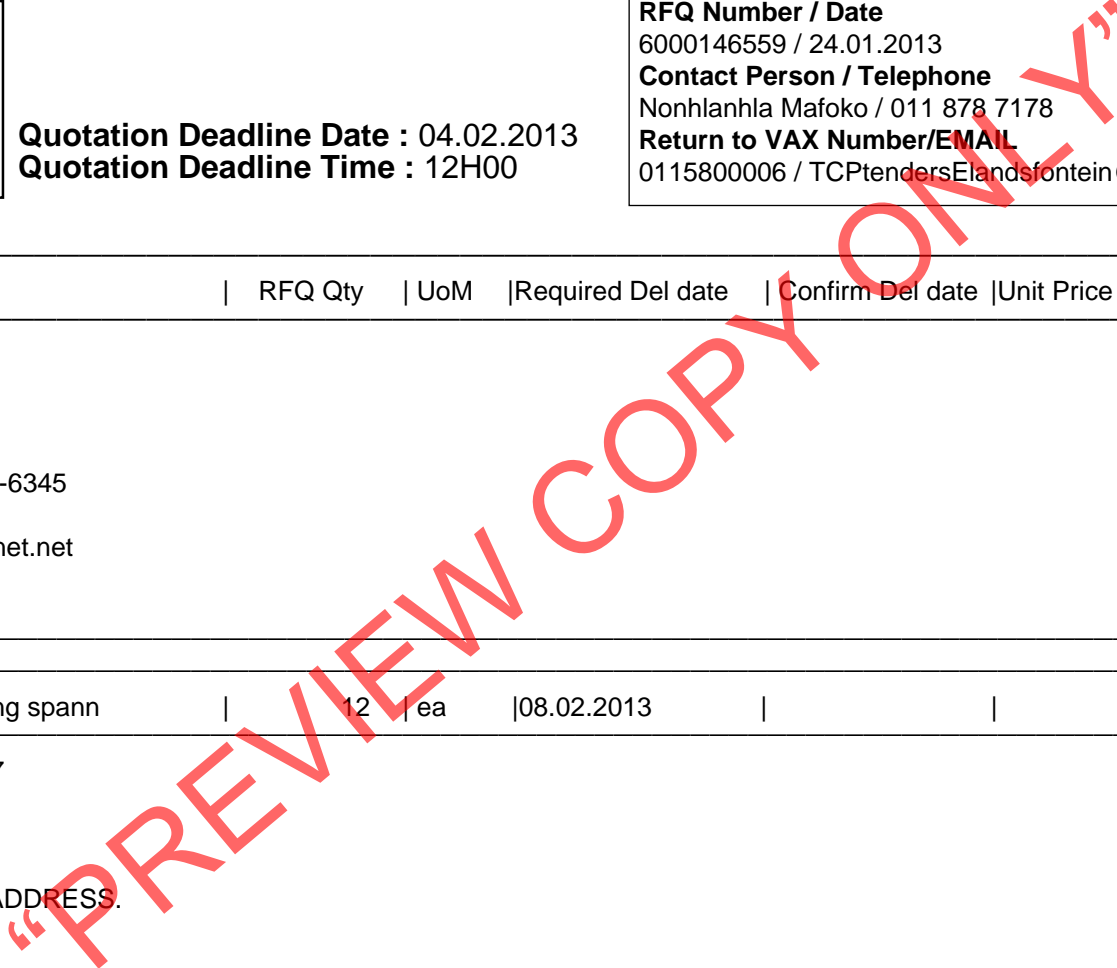 RFQ Number / Date
6000146559 / 24.01.2013
Contact Person / Telephone
Nonhlanhla Mafoko / 011 878 7178
Return to VAX Number/EMAIL
0115800006 / TCPtendersElandsfontein
Quotation Deadline Date : 04.02.2013
Quotation Deadline Time : 12H00
| RFQ Qty | UoM |Required Del date | Confirm Del date |Unit Price
-6345
net.net
ng spann | 12 | ea |08.02.2013 | |
ADDRESS.
“PREVIEW COPY ONLY”